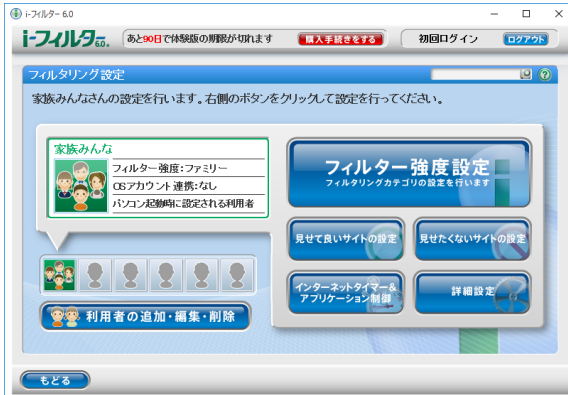 i-フィルター 6.0
i-フィルター 6.0. あと90日で体験版の期限が切れます 購入手続きをする 初回ログイン ログアウト
フィルタリング設定
家族みんなさんの設定を行います。右側のボタンをクリックして設定を行ってください。
家族みんな
フィルター強度:ファミリー
OSアカウント連携:なし
パソコン起動時に設定される利用者
フィルター強度設定
フィルタリングカテゴリの設定を行います
見せて良いサイトの設定 見せたくないサイトの設定
インターネットタイマー&
アプリケーション制御
詳細設定
利用者の追加・編集・削除
もどる